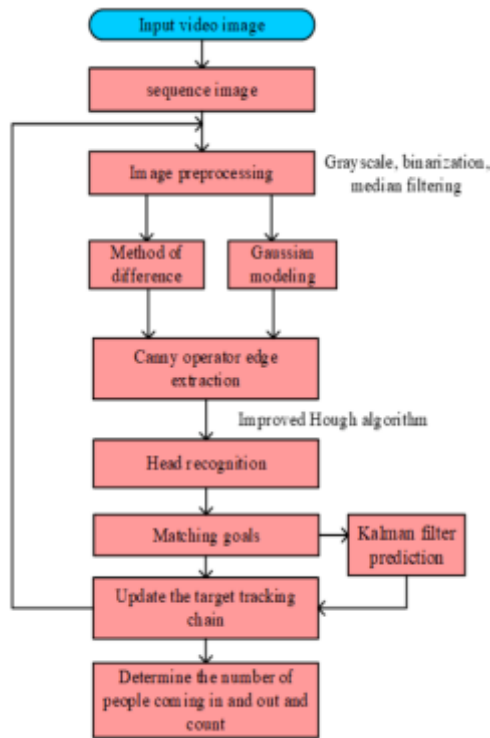 Input video image
sequence image
Image preprocessing
Grayscale, binarization,
median filtering
Method of
difference
Gaussian
modeling
Canny operator edge
extraction
Improved Hough algorithm
Head recognition
Matching goals
Kalman filter
prediction
Update the target tracking
chain
Determine the number of
people coming in and out and
count